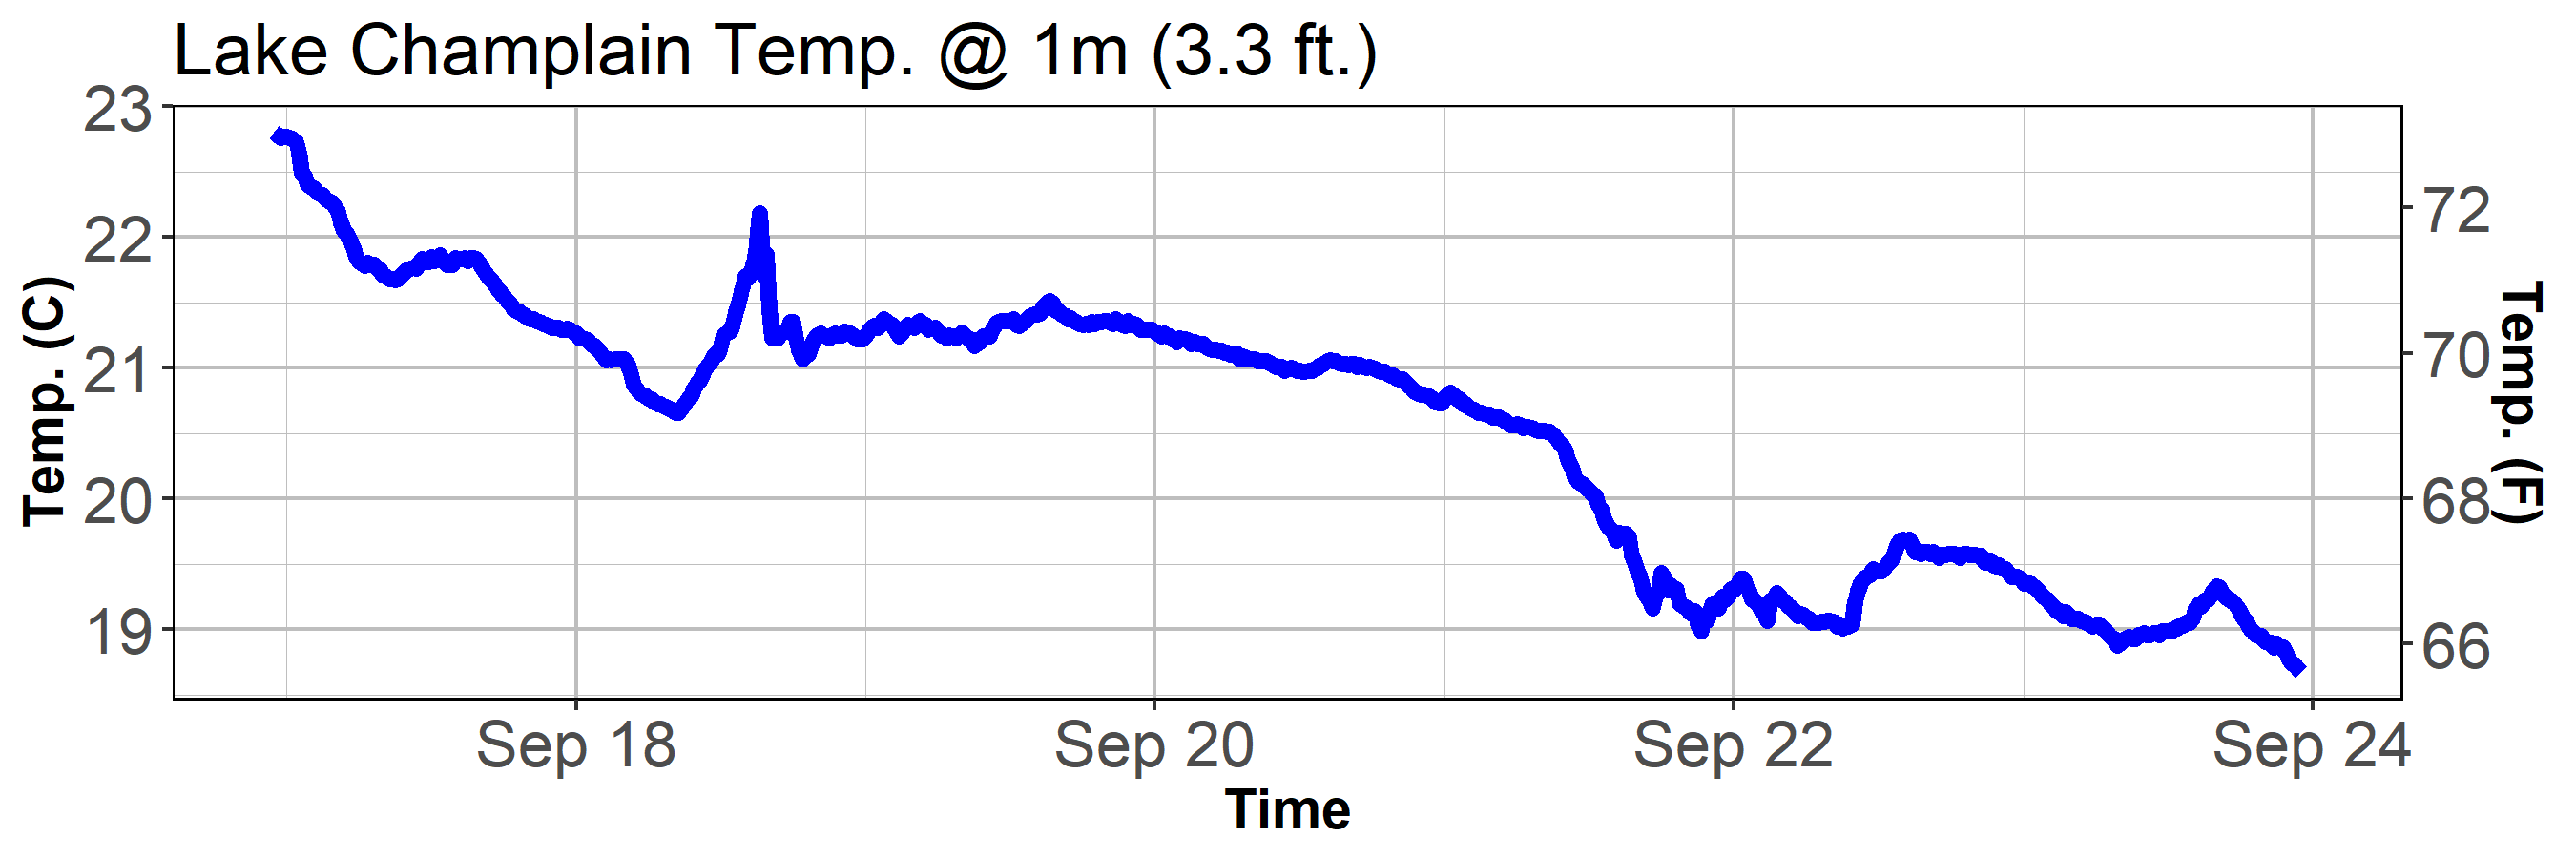 Lake Champlain Temp. @ 1m (3.3 ft.)
Temp. (C)
23
22
21
20
19
72
70
68
66
Temp. (F)
Sep 18
Sep 20
Sep 22
Sep 24
Time